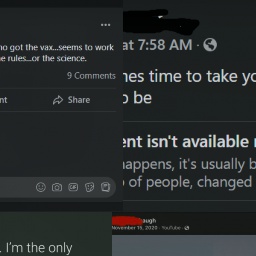 no got the vax...seems to work
e rules...or the science.
9 Comments
nt
Share
at 7:58 AM ·
nes time to take yo
o be
ent isn't available r
appens, it's usually b
of people, changed
. I'm the only
augh
November 15, 2020 · YouTube ·